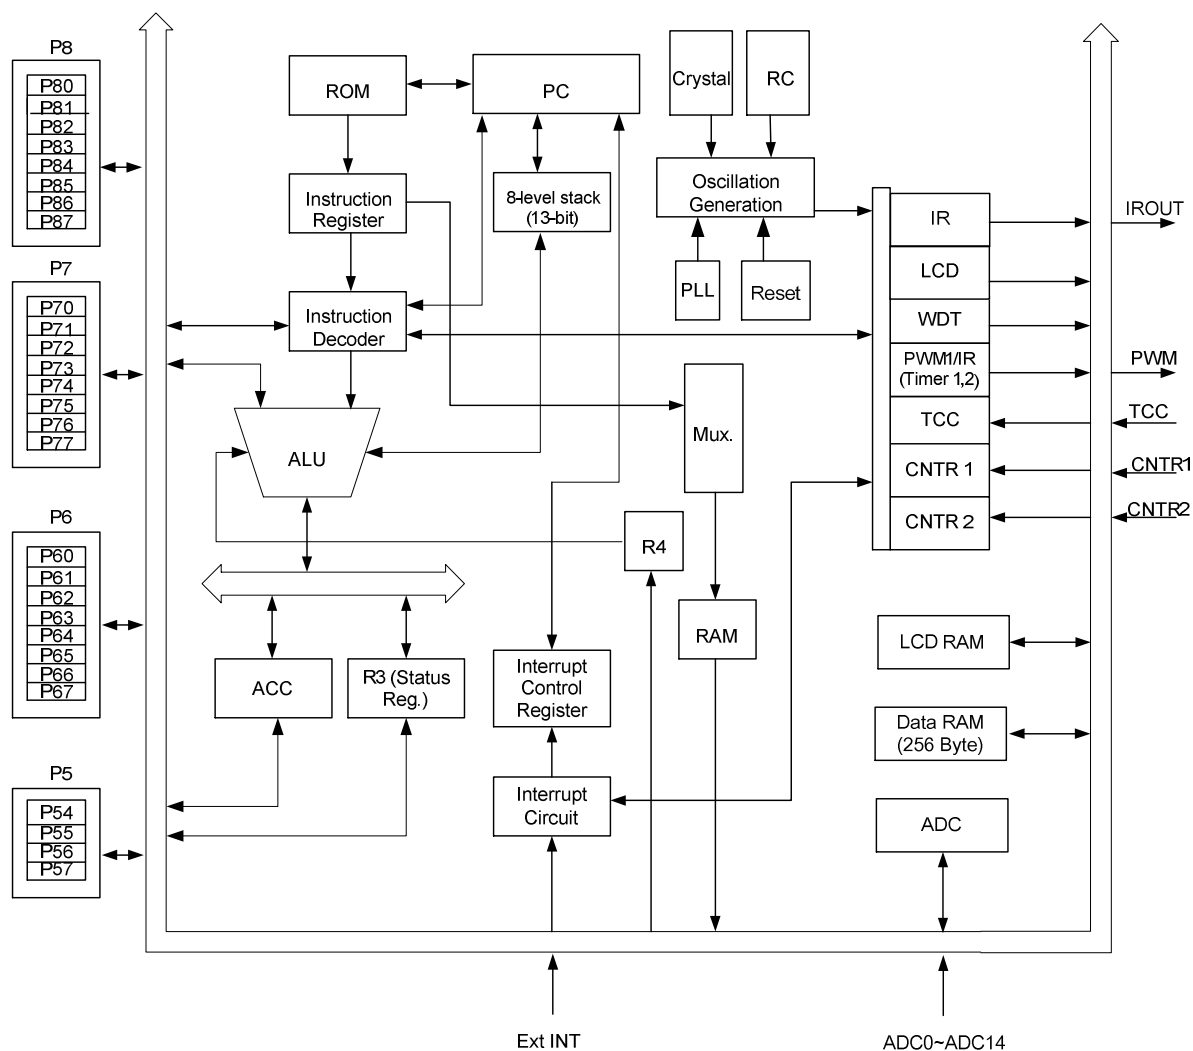 P8
P80
P81
P82
P83
P84
P85
P86
P87
P7
P70
P71
P72
P73
P74
P75
P76
P77
P6
P60
P61
P62
P63
P64
P65
P66
P67
P5
P54
P55
P56
P57
ROM
PC
Instruction
Register
8-level stack
(13-bit)
Instruction
Decoder
ALU
ACC
R3 (Status
Reg.)
Interrupt
Control
Register
Interrupt
Circuit
R4
Mux.
RAM
Crystal
RC
Oscillation
Generation
PLL
Reset
IR
LCD
WDT
PWM1/IR
(Timer 1,2)
TCC
CNTR 1
CNTR 2
LCD RAM
Data RAM
(256 Byte)
ADC
IROUT
PWM
TCC
CNTR1
CNTR2
Ext INT
ADC0~ADC14